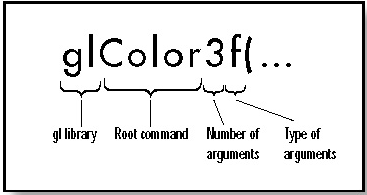 glColor3f(...
gl library Root command Number of arguments Type of arguments